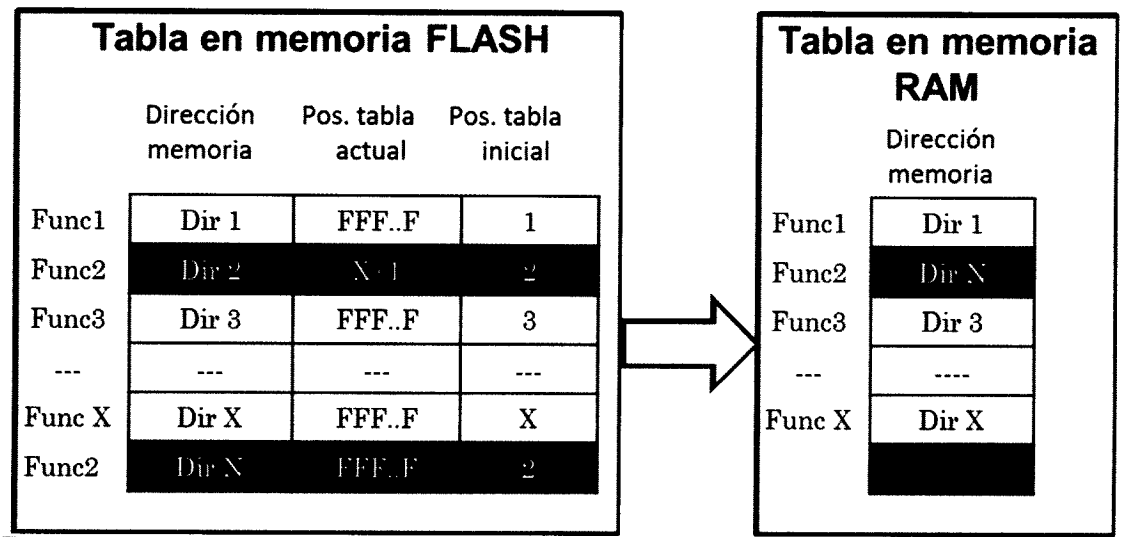 Tabla en memoria FLASH
Dirección memoria Pos. tabla actual Pos. tabla inicial
Func1 Dir 1 FFF..F 1
Func2 Dir 2 X+1 2
Func3 Dir 3 FFF..F 3
--- --- --- ---
Func X Dir X FFF..F X
Func2 Dir N FFF..F 2
Tabla en memoria
RAM
Dirección
memoria
Func1 Dir 1
Func2 Dir N
Func3 Dir 3
--- ----
Func X Dir X